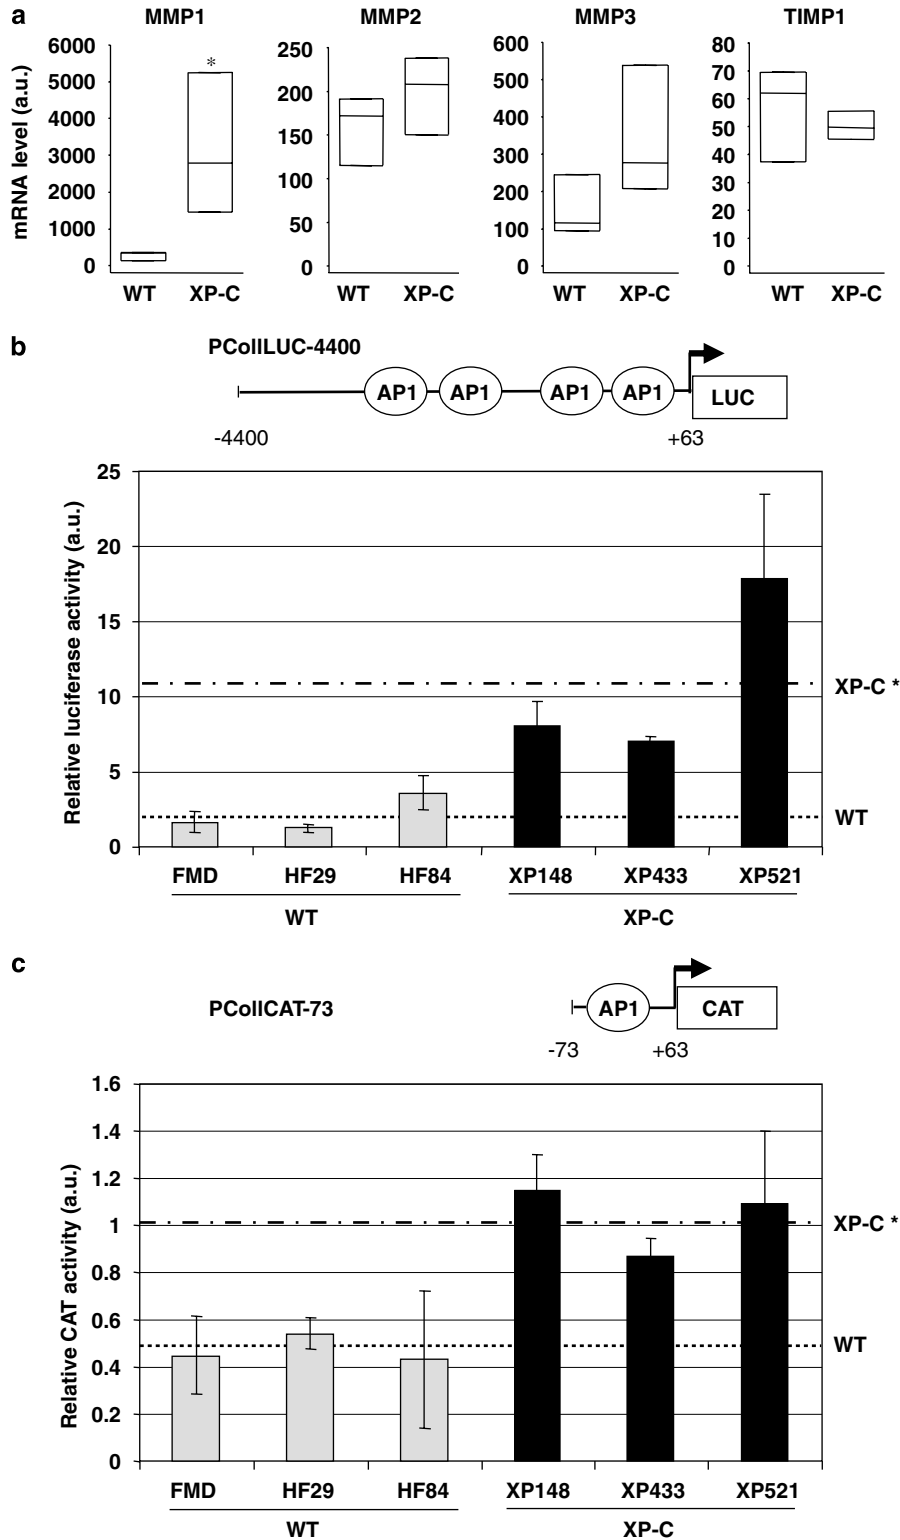 a
MMP1 MMP2 MMP3 TIMP1
mRNA level (a.u.)
6000
5000
4000
3000
2000
1000
0
*
WT XP-C
250
200
150
100
50
0
WT XP-C
600
500
400
300
200
100
0
WT XP-C
80
70
60
50
40
30
20
10
0
WT XP-C
b
PCollLUC-4400
AP1 AP1 AP1 AP1 LUC
-4400 +63
Relative luciferase activity (a.u.)
25
20
15
10
5
0
XP-C *
WT
FMD HF29 HF84 XP148 XP433 XP521
WT XP-C
c
PCollCAT-73
AP1 CAT
-73 +63
Relative CAT activity (a.u.)
1.6
1.4
1.2
1
0.8
0.6
0.4
0.2
0
XP-C *
WT
FMD HF29 HF84 XP148 XP433 XP521
WT XP-C